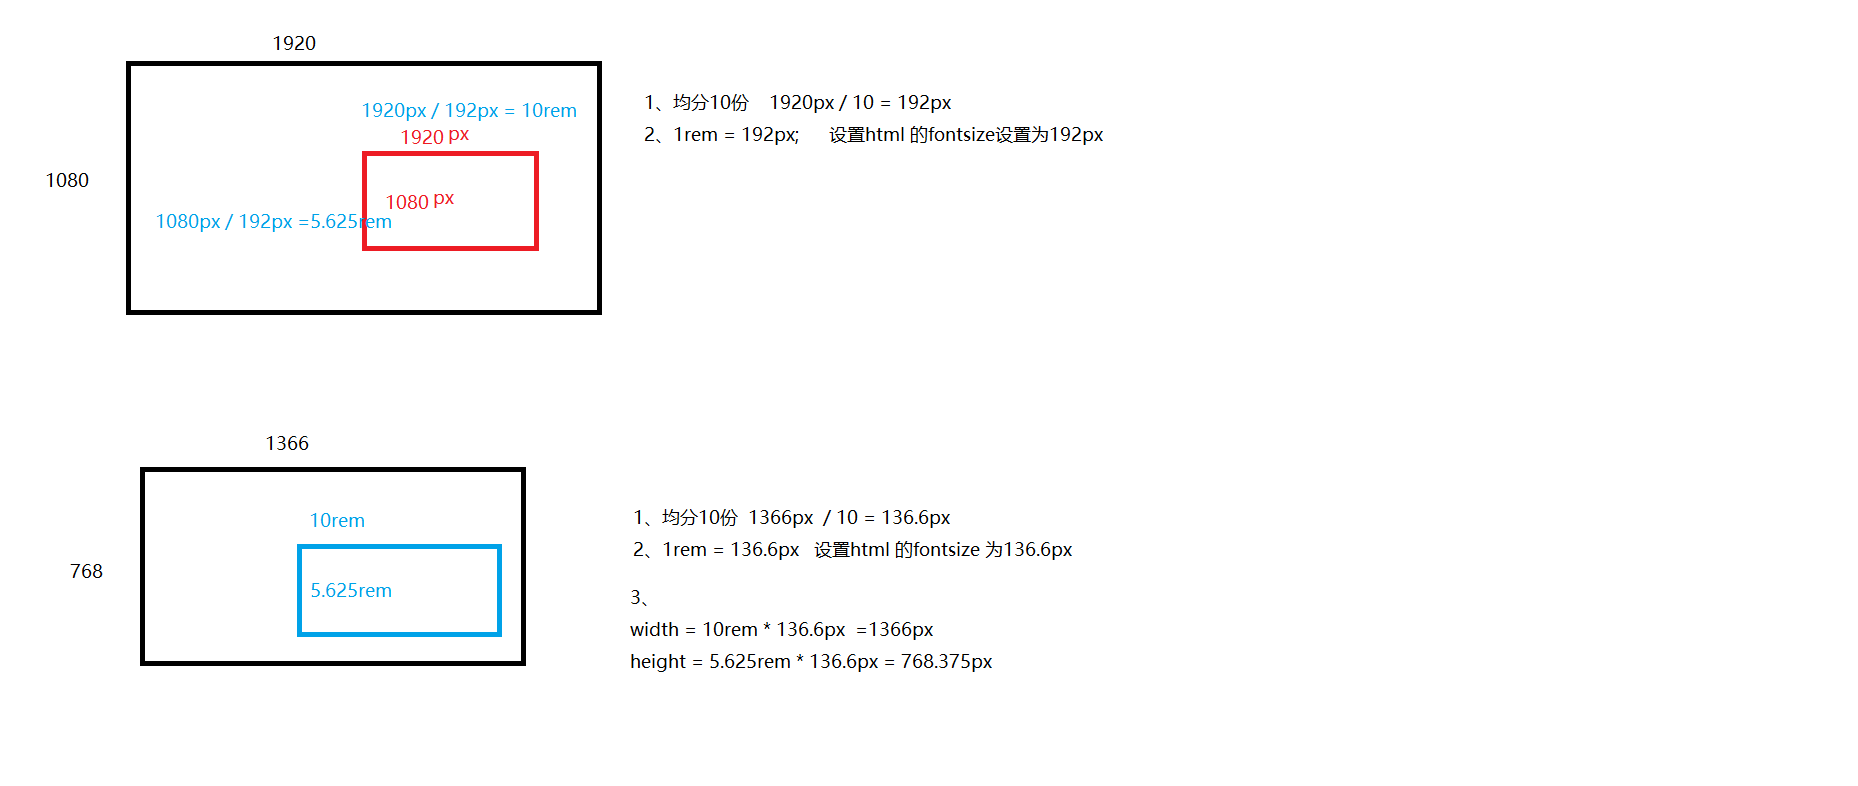 1920
1920px / 192px = 10rem
1920 px
1080
1080 px
1080px / 192px =5.625rem
1、均分10份    1920px / 10 = 192px
2、1rem = 192px;      设置html 的fontsize设置为192px
1366
10rem
768
5.625rem
1、均分10份  1366px  / 10 = 136.6px
2、1rem = 136.6px   设置html 的fontsize 为136.6px
3、
width = 10rem * 136.6px  =1366px
height = 5.625rem * 136.6px = 768.375px